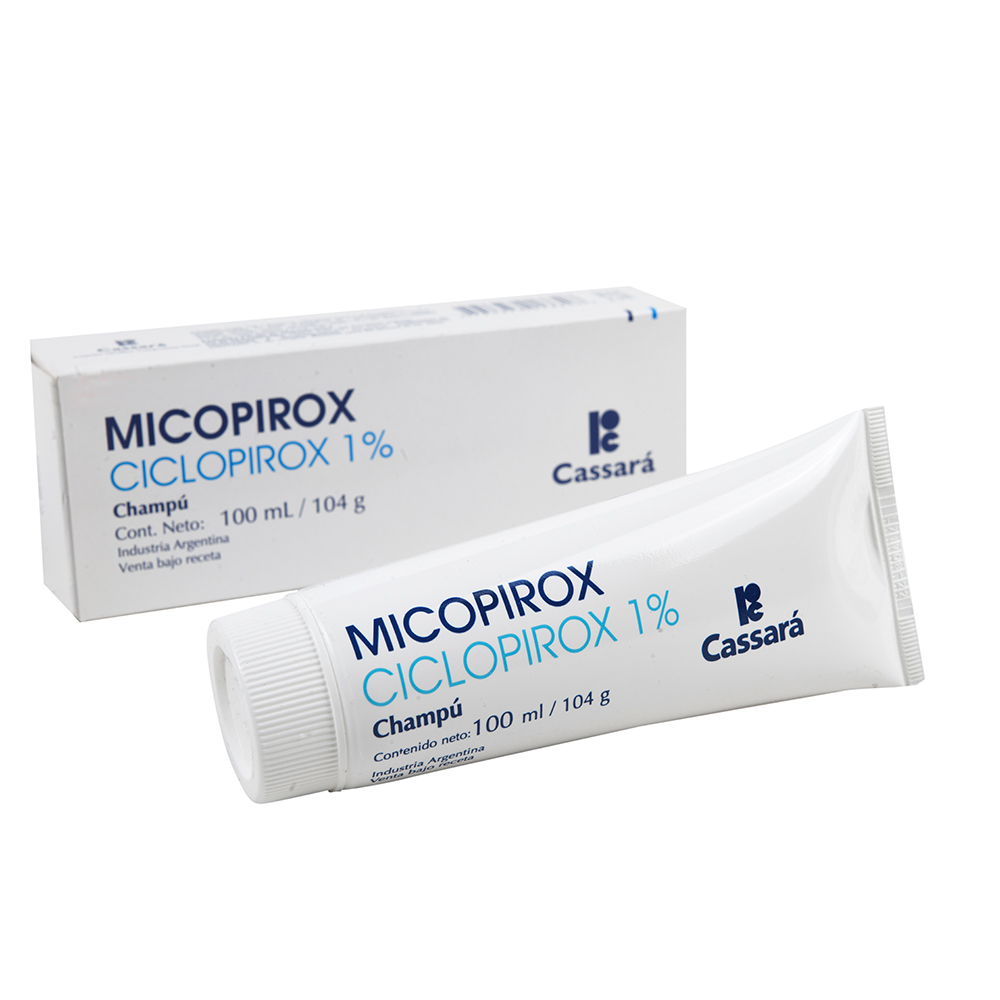 Cassará
MICOPIROX
CICLOPIROX 1%
Champú
Cont. Neto: 100 mL / 104 g
Industria Argentina
Venta bajo receta
Cassará
MICOPIROX
CICLOPIROX 1%
Champú
Contenido neto: 100 ml / 104 g
Industria Argentina
Venta bajo receta
Cassará